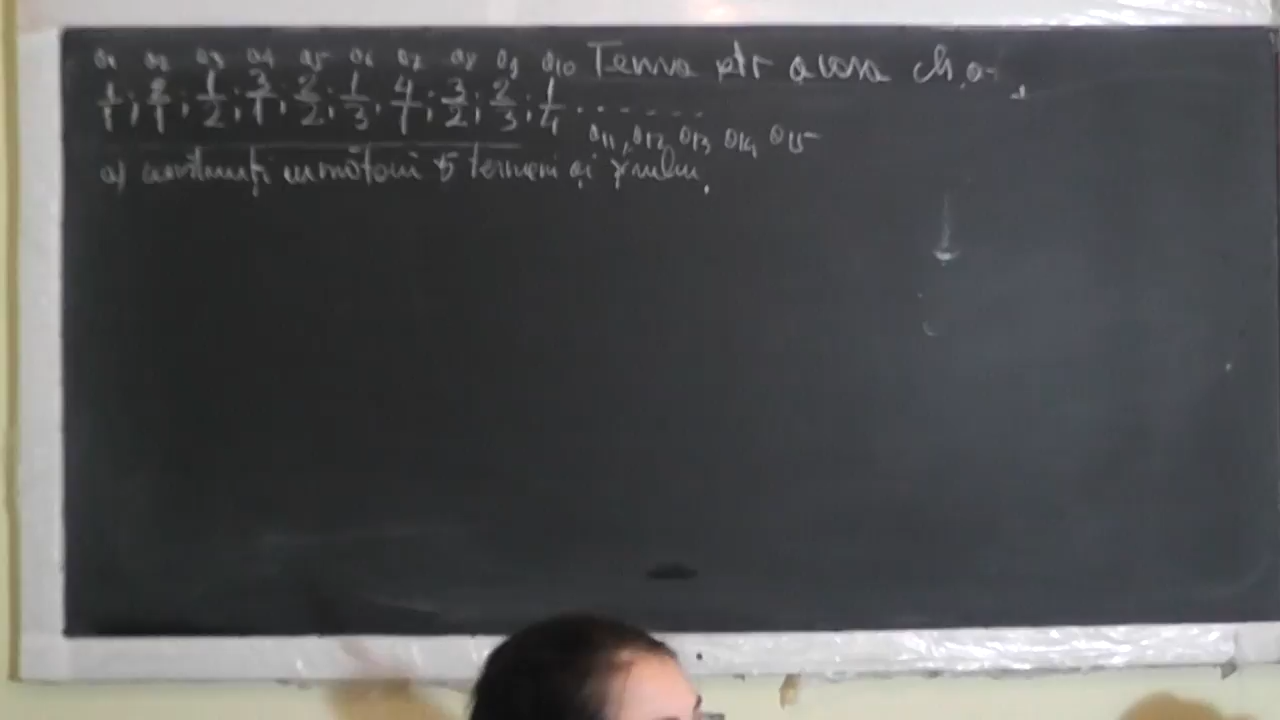 a1 a2 a3 a4 a5 a6 a7 a8 a9 a10 Tema ptr acasa
1/1; 2/1; 1/2; 3/1; 2/2; 1/3; 4/1; 3/2; 2/3; 1/4 .......
a11, a12, a13, a14, a15
a) următorii 5 termeni ai șirului.